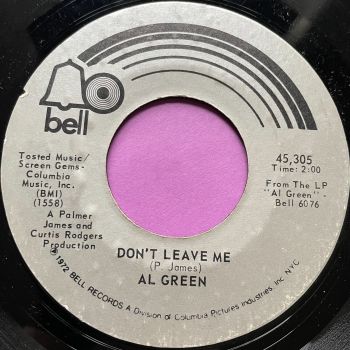 bell
Tosted Music/
Screen Gems-
Columbia
Music, Inc.
(BMI)
(1558)
A Palmer
James and
Curtis Rodgers
Production
45,305
Time: 2:00
From The LP
"Al Green" -
Bell 6076
DON'T LEAVE ME
(P. James)
AL GREEN
℗ 1972 BELL RECORDS A Division of Columbia Pictures Industries, Inc. NYC